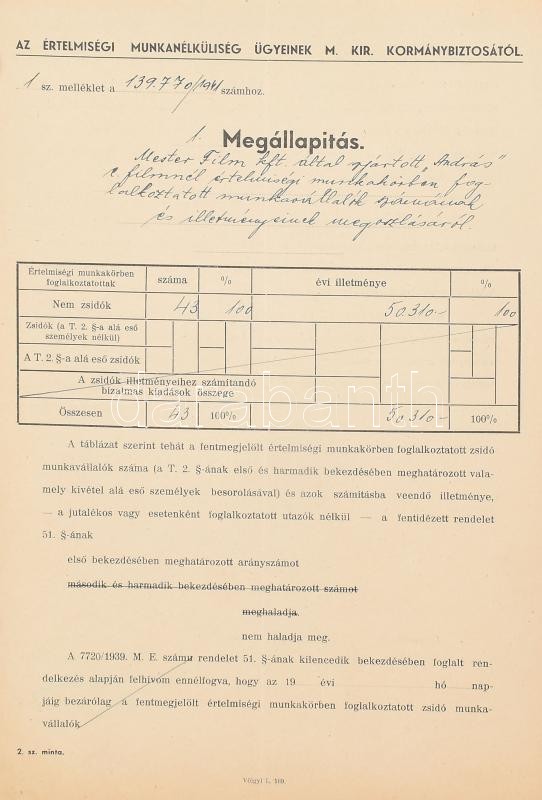 AZ ÉRTELMISÉGI MUNKANÉLKÜLISÉG ÜGYEINEK M. KIR. KORMÁNYBIZTOSÁTÓL.
1 sz. melléklet a 139.770/1941 számhoz.
1.
Megállapitás.
Mester Film kft. által gyártott „András"
c. filmnél értelmiségi munkakörben fog-
lalkoztatott munkavállalók számának
és illetményeinek megoszlásáról.
Értelmiségi munkakörben foglalkoztatottak száma % évi illetménye %
Nem zsidók 43 100 50.310.- 100
Zsidók (a T. 2. §-a alá eső személyek nélkül)
A T. 2. §-a alá eső zsidók
A zsidók illetményeihez számitandó bizalmas kiadások összege
Összesen 43 100% 50.310.- 100%
darabanth
A táblázat szerint tehát a fentmegjelölt értelmiségi munkakörben foglalkoztatott zsidó
munkavállalók száma (a T. 2. §-ának első és harmadik bekezdésében meghatározott vala-
mely kivétel alá eső személyek besorolásával) és azok számitásba veendő illetménye,
— a jutalékos vagy esetenként foglalkoztatott utazók nélkül — a fentidézett rendelet
51. §-ának
első bekezdésében meghatározott arányszámot
második és harmadik bekezdésében meghatározott számot
meghaladja.
nem haladja meg.
A 7720/1939. M. E. számu rendelet 51. §-ának kilencedik bekezdésében foglalt ren-
delkezés alapján felhivom ennélfogva, hogy az 19 évi hó nap-
jáig bezárólag a fentmegjelölt értelmiségi munkakörben foglalkoztatott zsidó munka-
vállalók
2. sz. minta.
Völgyi L. 109.